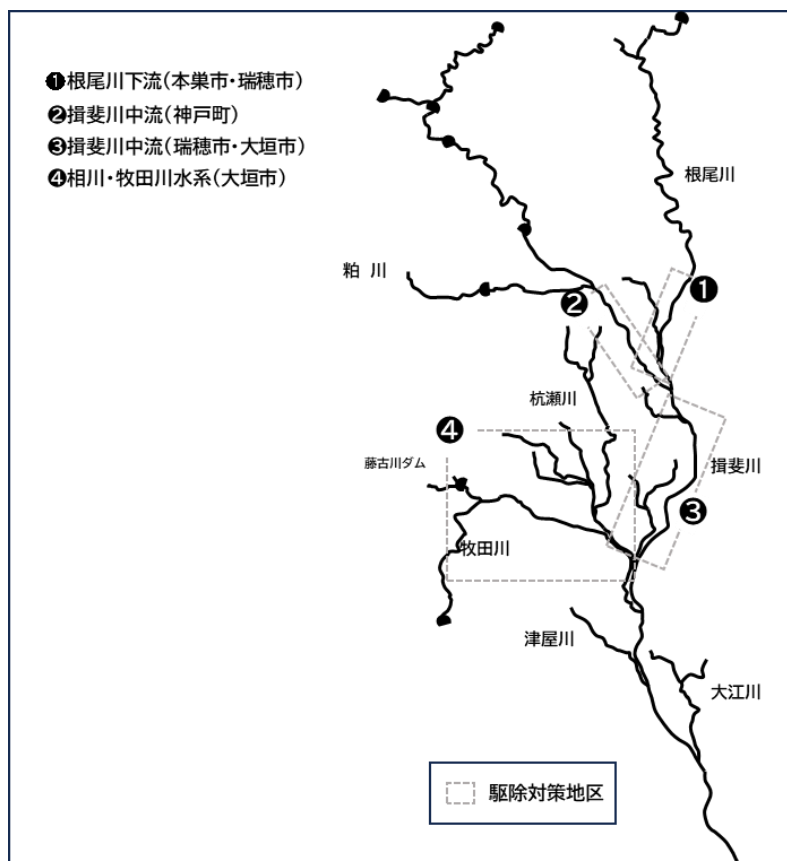 ❶根尾川下流(本巣市・瑞穂市)
❷揖斐川中流(神戸町)
❸揖斐川中流(瑞穂市・大垣市)
❹相川・牧田川水系(大垣市)
根尾川
粕 川
❶
❷
杭瀬川
❹
藤古川ダム
揖斐川
❸
牧田川
津屋川
大江川
駆除対策地区